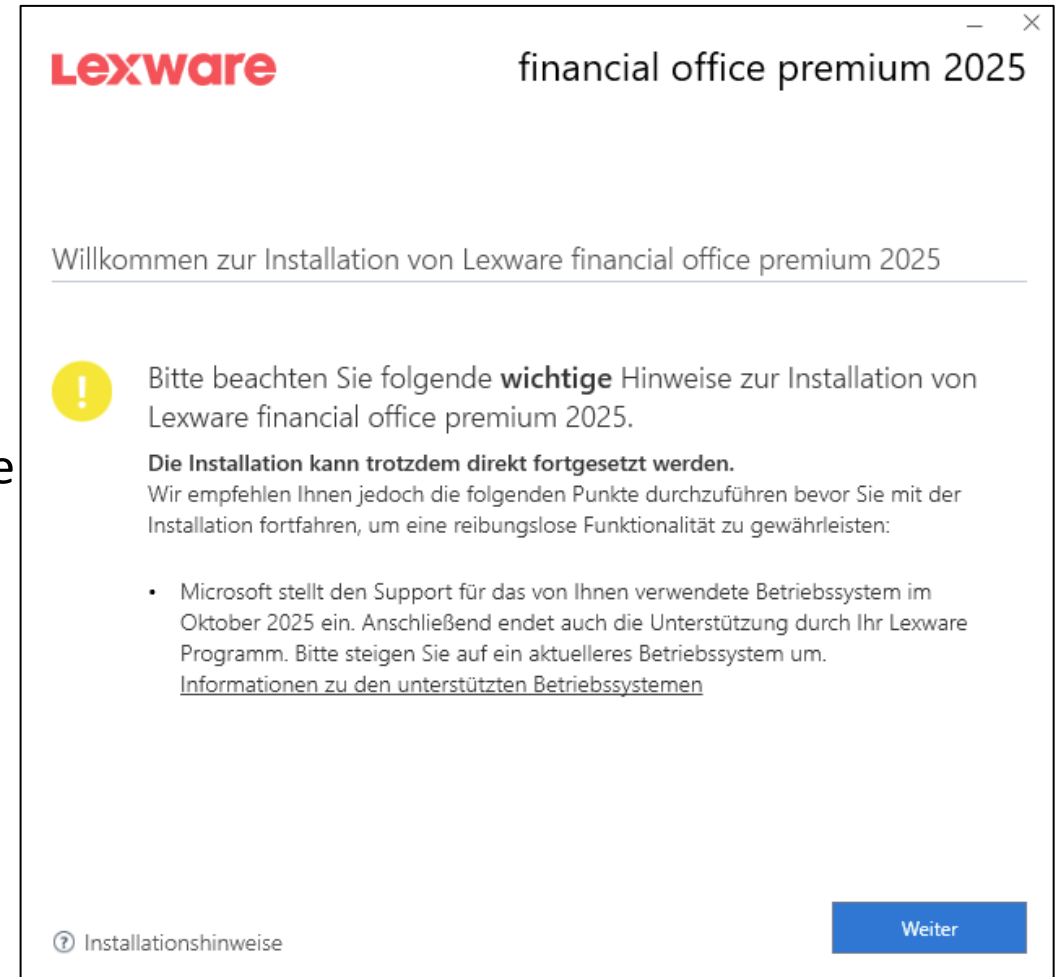 Lexware
financial office premium 2025
Willkommen zur Installation von Lexware financial office premium 2025
!
Bitte beachten Sie folgende wichtige Hinweise zur Installation von
Lexware financial office premium 2025.
e
Die Installation kann trotzdem direkt fortgesetzt werden.
Wir empfehlen Ihnen jedoch die folgenden Punkte durchzuführen bevor Sie mit der
Installation fortfahren, um eine reibungslose Funktionalität zu gewährleisten:
• Microsoft stellt den Support für das von Ihnen verwendete Betriebssystem im
Oktober 2025 ein. Anschließend endet auch die Unterstützung durch Ihr Lexware
Programm. Bitte steigen Sie auf ein aktuelleres Betriebssystem um.
Informationen zu den unterstützten Betriebssystemen
? Installationshinweise
Weiter